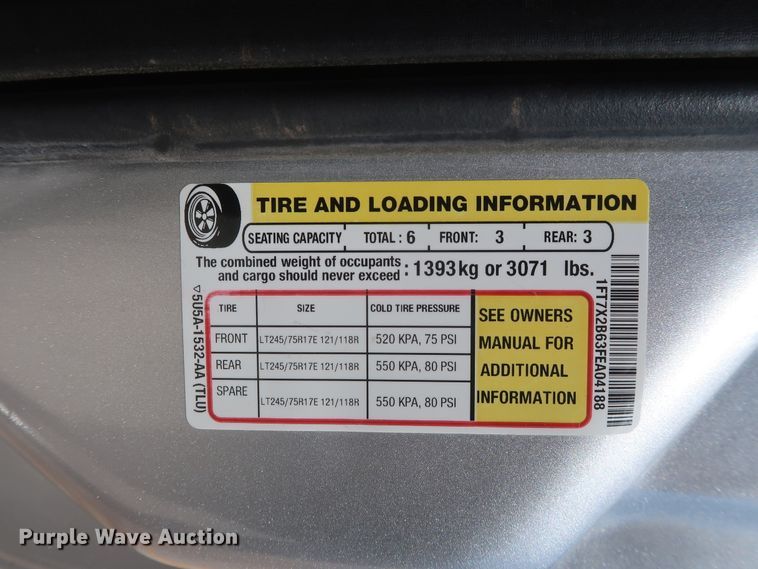 TIRE AND LOADING INFORMATION
SEATING CAPACITY TOTAL : 6 FRONT: 3 REAR: 3
The combined weight of occupants and cargo should never exceed : 1393kg or 3071 lbs.
TIRE SIZE COLD TIRE PRESSURE
FRONT LT245/75R17E 121/118R 520 KPA, 75 PSI
REAR LT245/75R17E 121/118R 550 KPA, 80 PSI
SPARE LT245/75R17E 121/118R 550 KPA, 80 PSI
SEE OWNERS
MANUAL FOR
ADDITIONAL
INFORMATION
▽5U5A-1532-AA (TLU)
1FT7X2B63FEA04188
Purple Wave Auction